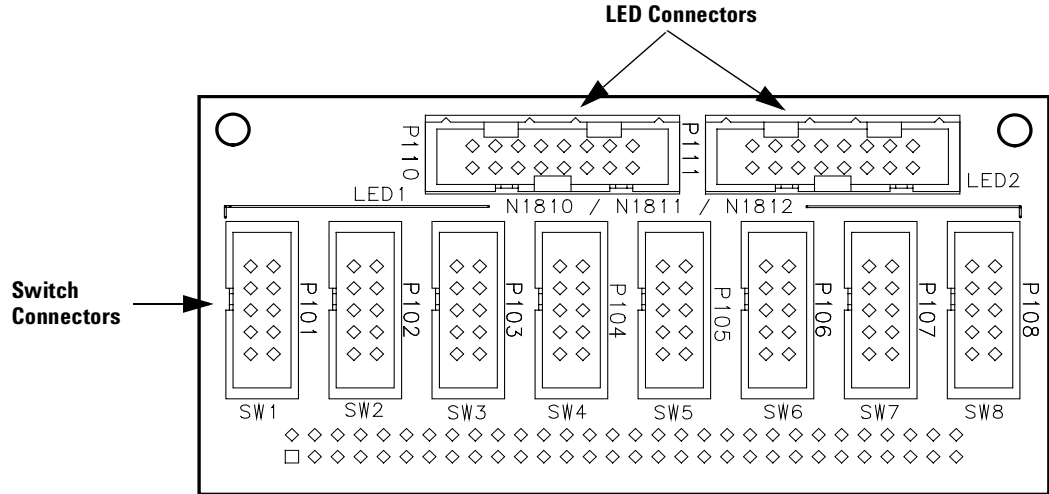 LED Connectors
P110
P111
LED1
LED2
N1810 / N1811 / N1812
Switch
Connectors
P101
P102
P103
P104
P105
P106
P107
P108
SW1 SW2 SW3 SW4 SW5 SW6 SW7 SW8